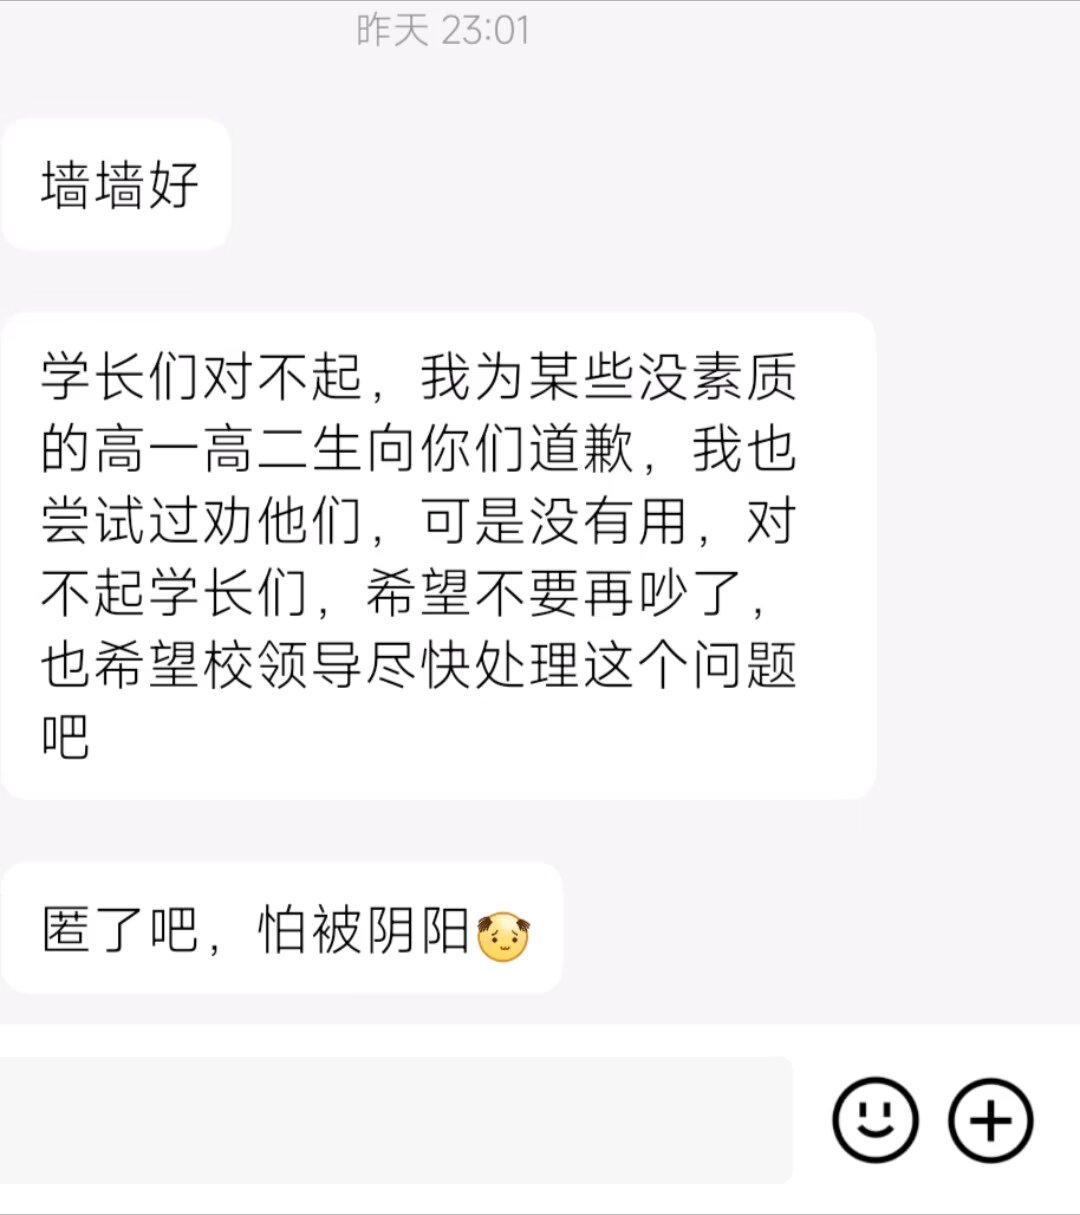 昨天 23:01
墙墙好
学长们对不起，我为某些没素质
的高一高二生向你们道歉，我也
尝试过劝他们，可是没有用，对
不起学长们，希望不要再吵了，
也希望校领导尽快处理这个问题
吧
匿了吧，怕被阴阳